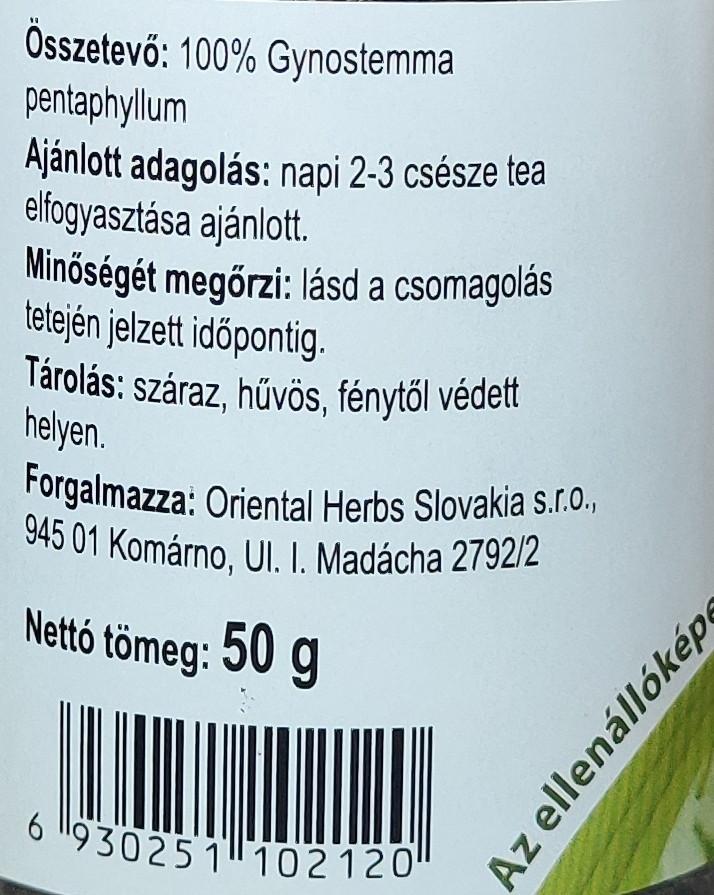 Összetevő: 100% Gynostemma
pentaphyllum
Ajánlott adagolás: napi 2-3 csésze tea
elfogyasztása ajánlott.
Minőségét megőrzi: lásd a csomagolás
tetején jelzett időpontig.
Tárolás: száraz, hűvös, fénytől védett
helyen.
Forgalmazza: Oriental Herbs Slovakia s.r.o.,
945 01 Komárno, Ul. I. Madácha 2792/2
Nettó tömeg: 50 g
6 930251 102120
Az ellenállóképe